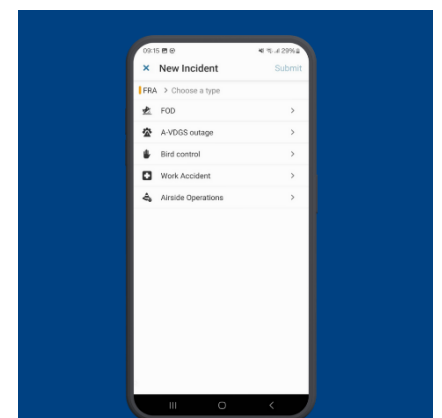 09:15 29%
× New Incident Submit
FRA > Choose a type
FOD >
A-VDGS outage >
Bird control >
Work Accident >
Airside Operations >